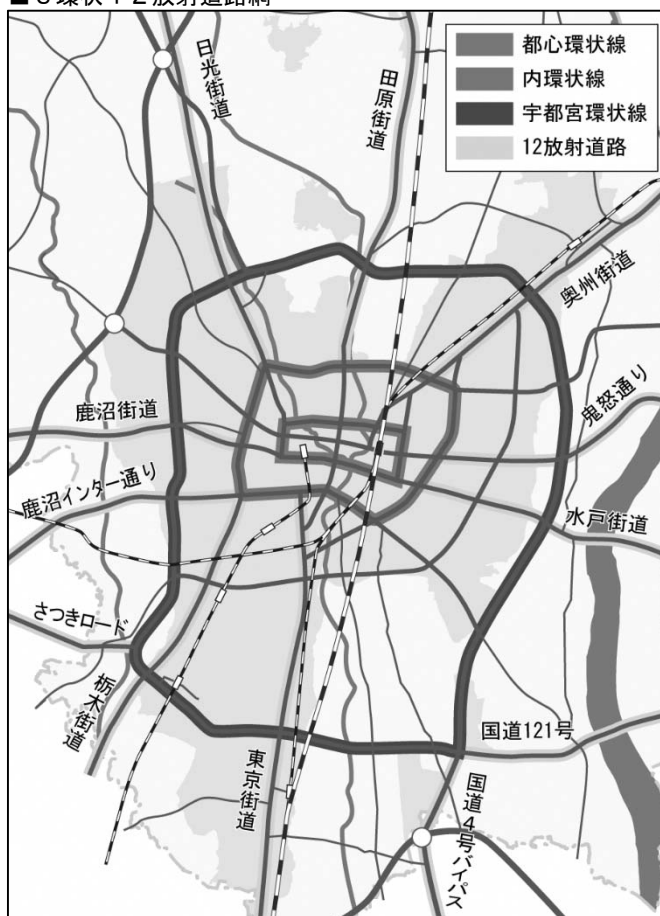 ■３環状１２放射道路網
都心環状線
内環状線
宇都宮環状線
12放射道路
日光街道
田原街道
奥州街道
鬼怒通り
鹿沼街道
鹿沼インター通り
水戸街道
さつきロード
栃木街道
東京街道
国道121号
国道４号バイパス